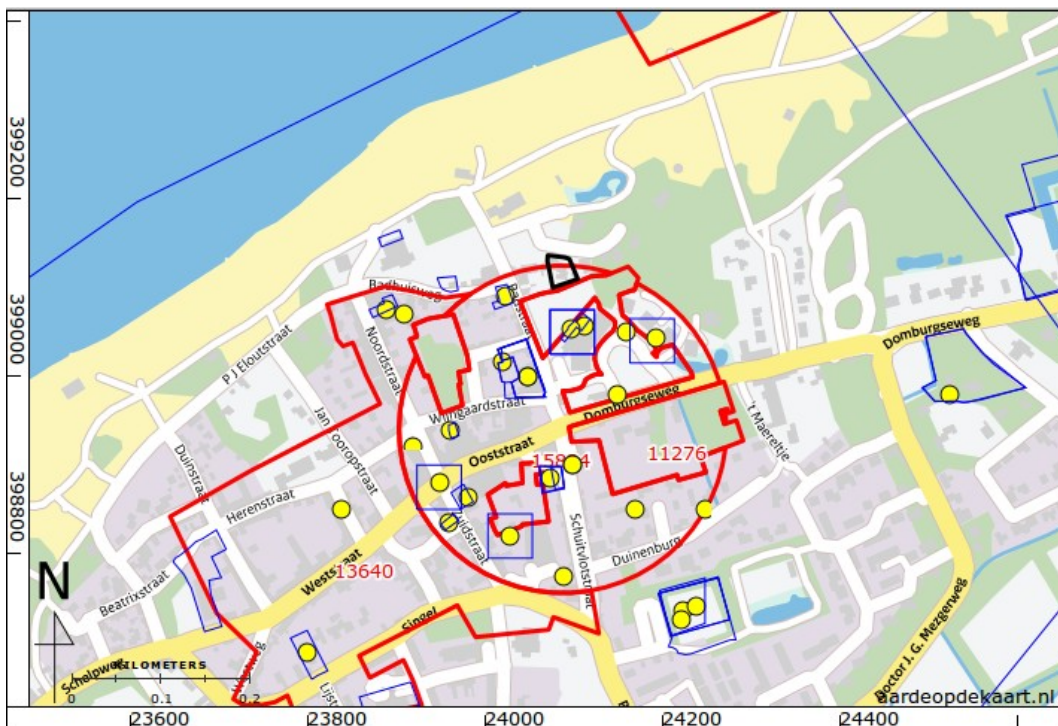 399200
399000
398800
Badhuisweg
P J Eloutstraat
Noordstraat
Domburgseweg
Domburgseweg
Wijngaardstraat
't Maereltje
Jan Tooropstraat
Ooststraat
11276
Duinstraat
Herenstraat
Schuitvlotstraat
Duinenburg
Weststraat
13640
Beatrixstraat
Singel
Doctor J. G. Mezgerweg
N
KILOMETERS
0 0.1 0.2
aardeopdekaart.nl
23600 23800 24000 24200 24400